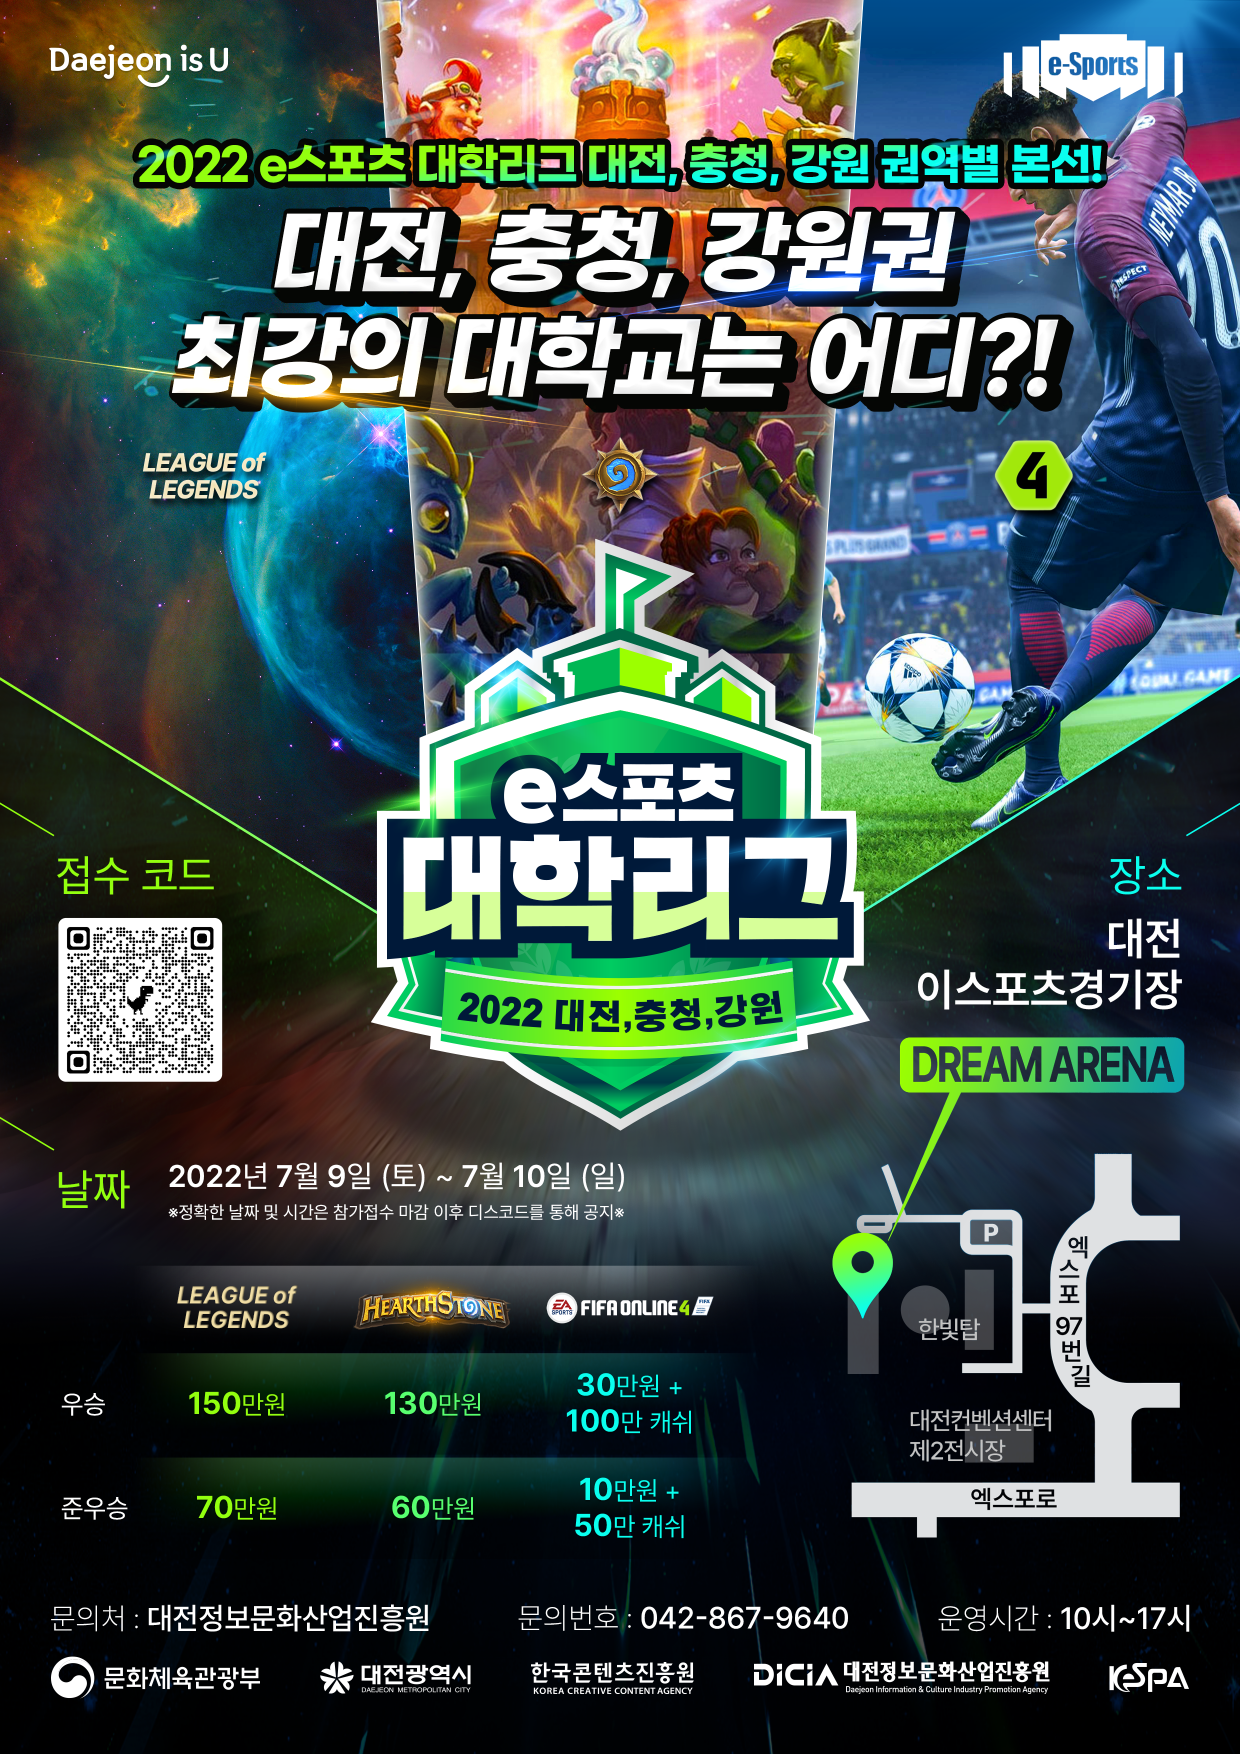 Daejeon is U
e-Sports
2022 e스포츠 대학리그 대전, 충청, 강원 권역별 본선!
대전, 충청, 강원권
최강의 대학교는 어디?!
NEYMAR JR
10
RESPECT
LEAGUE of
LEGENDS
4
e스포츠
대학리그
2022 대전,충청,강원
접수 코드
장소
대전
이스포츠경기장
DREAM ARENA
날짜
2022년 7월 9일 (토) ~ 7월 10일 (일)
※정확한 날짜 및 시간은 참가접수 마감 이후 디스코드를 통해 공지※
P
엑스포 97번길
한빛탑
대전컨벤션센터
제2전시장
엑스포로
LEAGUE of
LEGENDS
HEARTHSTONE
EA SPORTS FIFA ONLINE 4 FIFA
우승
150만원
130만원
30만원 +
100만 캐쉬
준우승
70만원
60만원
10만원 +
50만 캐쉬
문의처 : 대전정보문화산업진흥원
문의번호 : 042-867-9640
운영시간 : 10시~17시
문화체육관광부
대전광역시
DAEJEON METROPOLITAN CITY
한국콘텐츠진흥원
KOREA CREATIVE CONTENT AGENCY
DiCiA 대전정보문화산업진흥원
Daejeon Information & Culture Industry Promotion Agency
KeSPA